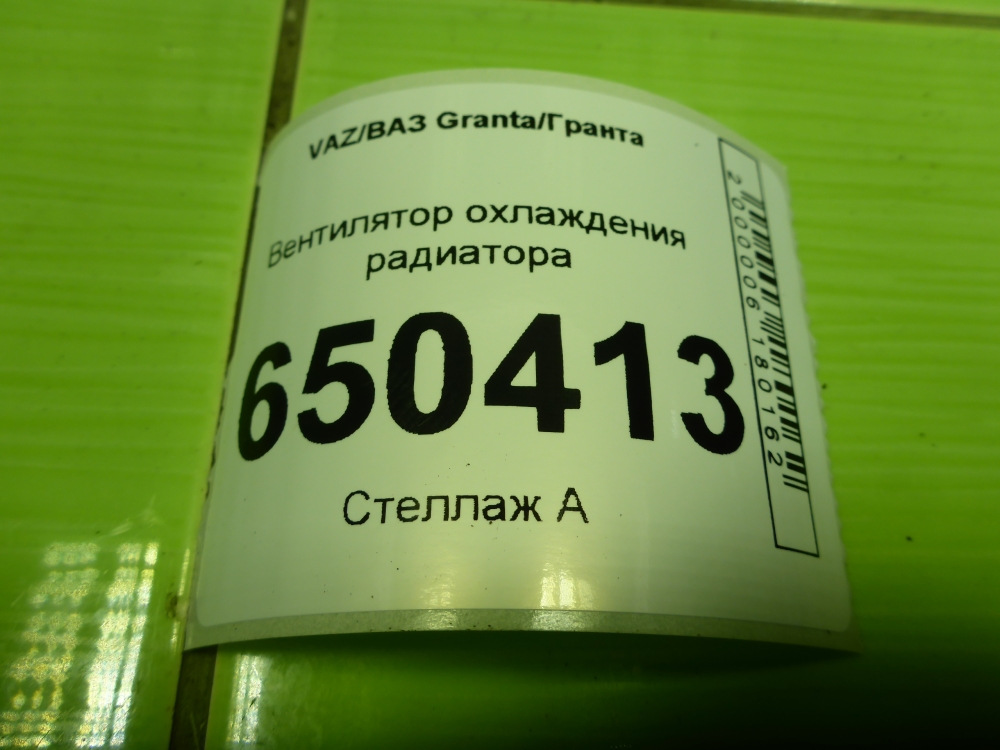 VAZ/ВАЗ Granta/Гранта
Вентилятор охлаждения
радиатора
650413
Стеллаж А
2000006180162